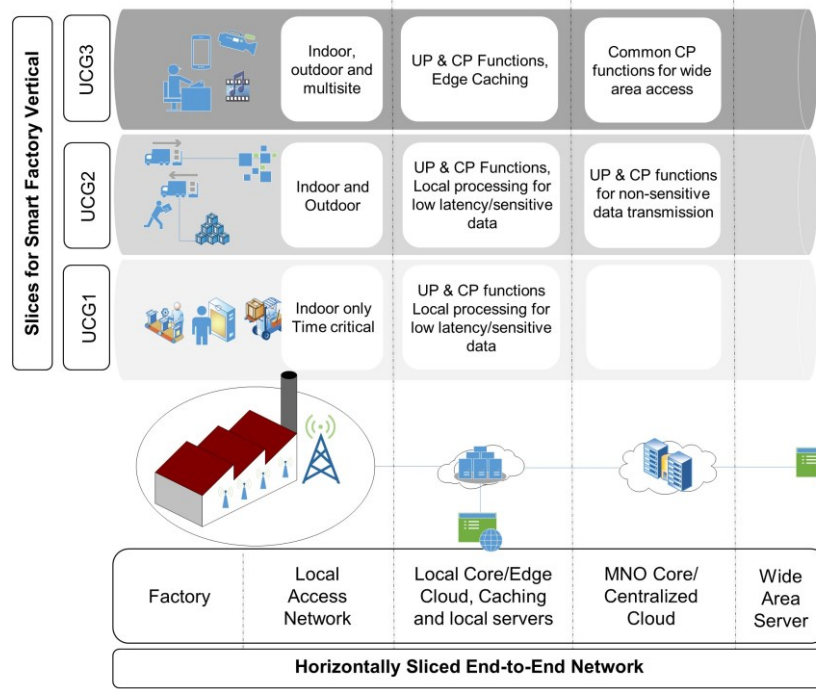 Slices for Smart Factory Vertical
UCG3
Indoor,
outdoor and
multisite
UP & CP Functions,
Edge Caching
Common CP
functions for wide
area access
UCG2
Indoor and
Outdoor
UP & CP Functions,
Local processing for
low latency/sensitive
data
UP & CP functions
for non-sensitive
data transmission
UCG1
Indoor only
Time critical
UP & CP functions
Local processing for
low latency/sensitive
data
Factory
Local
Access
Network
Local Core/Edge
Cloud, Caching
and local servers
MNO Core/
Centralized
Cloud
Wide
Area
Server
Horizontally Sliced End-to-End Network